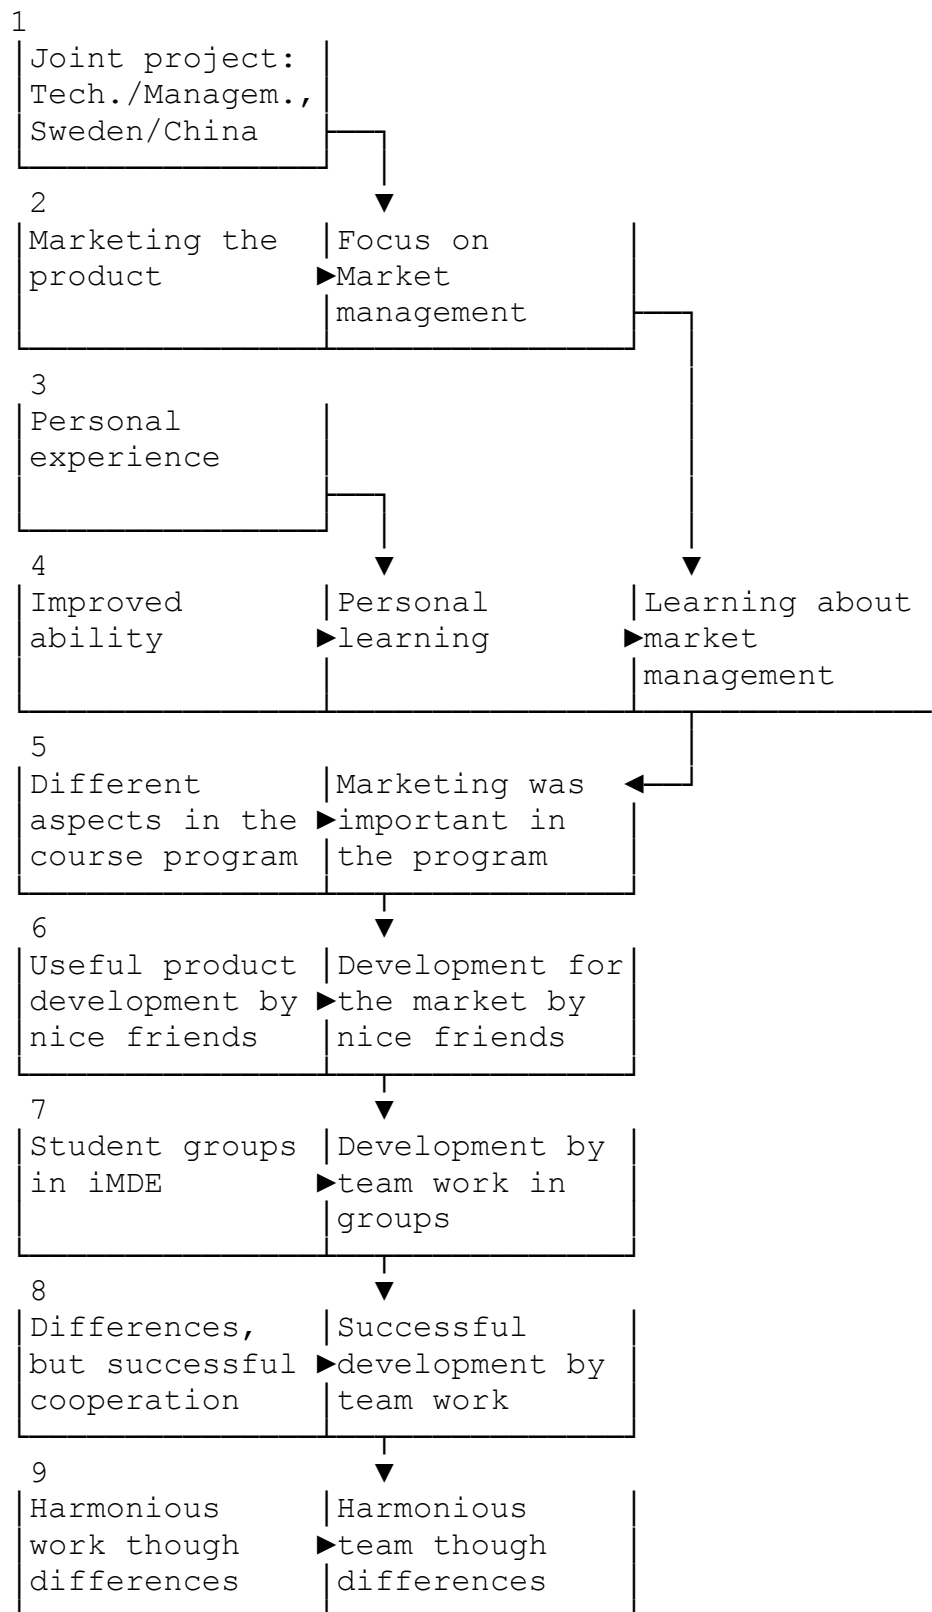 1
Joint project:
Tech./Managem.,
Sweden/China
2
Marketing the
product
Focus on
Market
management
3
Personal
experience
4
Improved
ability
Personal
learning
Learning about
market
management
5
Different
aspects in the
course program
Marketing was
important in
the program
6
Useful product
development by
nice friends
Development for
the market by
nice friends
7
Student groups
in iMDE
Development by
team work in
groups
8
Differences,
but successful
cooperation
Successful
development by
team work
9
Harmonious
work though
differences
Harmonious
team though
differences